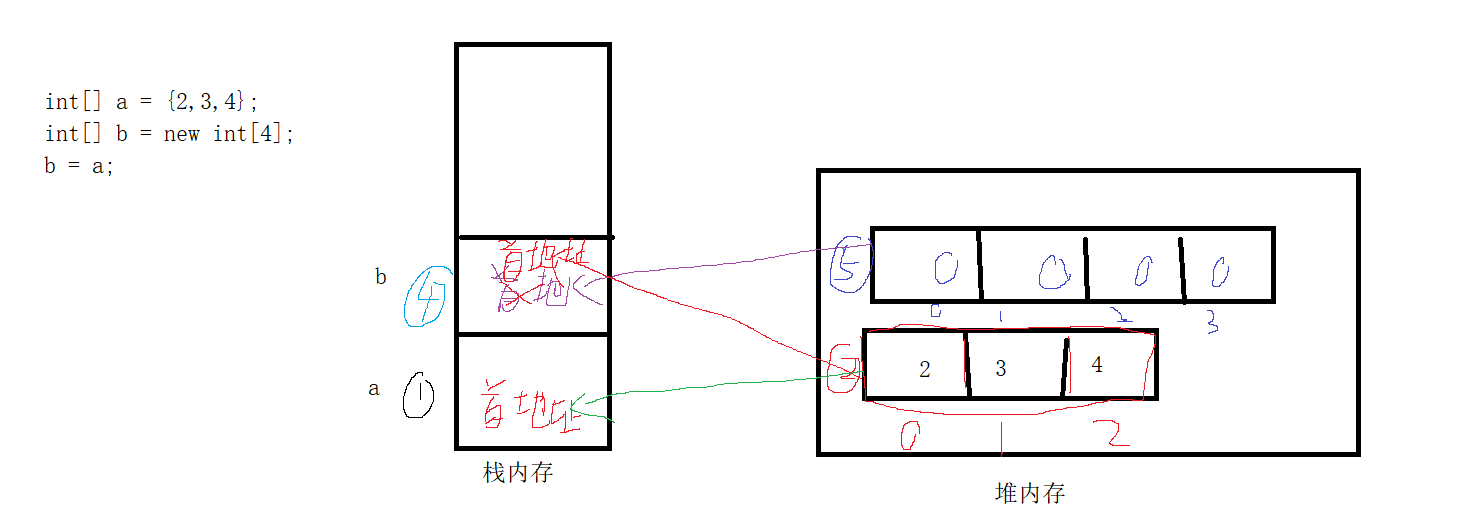 int[] a = {2,3,4};
int[] b = new int[4];
b = a;
首地址
b
首地
④
⑤
0 0 0 0
0 1 2 3
②
2 3 4
a
①
首地址
0 1 2
栈内存
堆内存